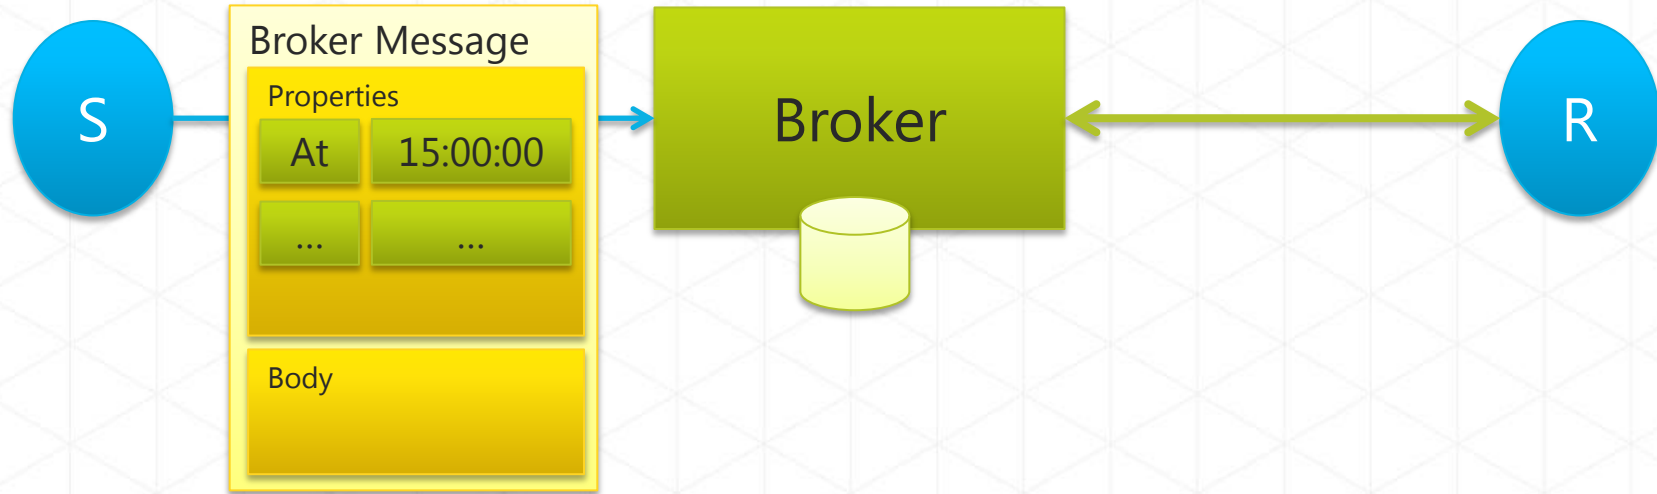 S
Broker Message
Properties
At 15:00:00
... ...
Body
Broker
R